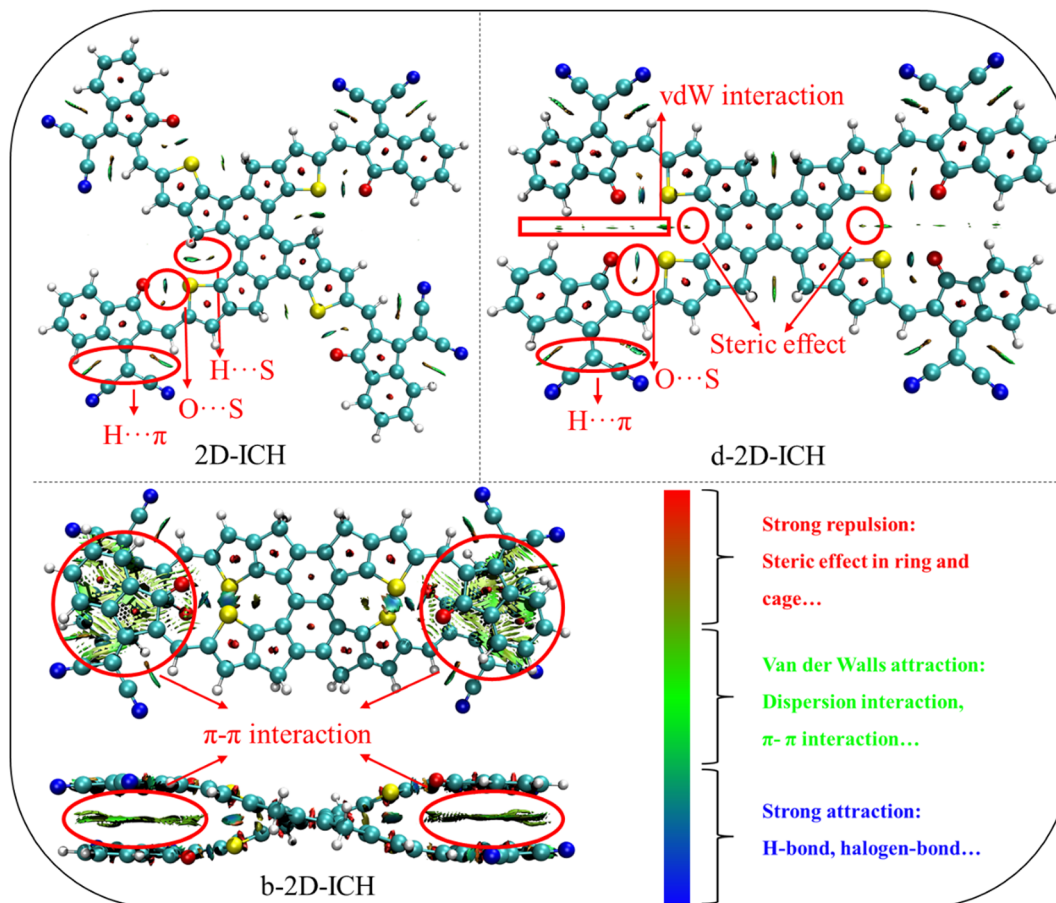 vdW interaction
H···S
O···S
H···π
2D-ICH
Steric effect
O···S
H···π
d-2D-ICH
π-π interaction
b-2D-ICH
Strong repulsion:
Steric effect in ring and
cage…
Van der Walls attraction:
Dispersion interaction,
π- π interaction…
Strong attraction:
H-bond, halogen-bond…